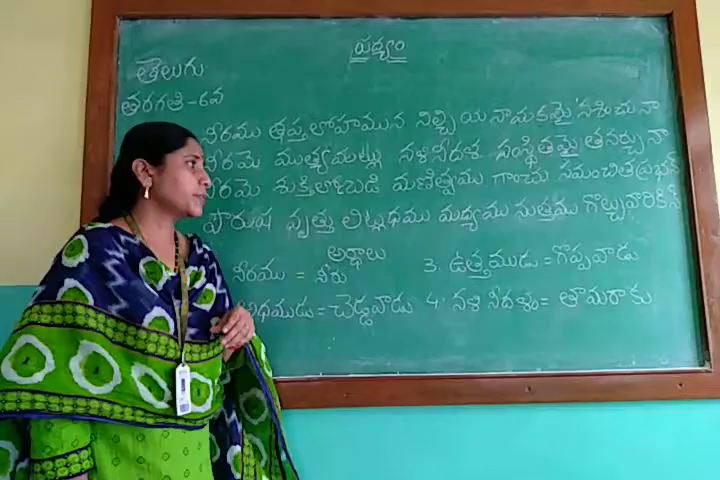 పద్యం
తెలుగు
తరగతి-6వ
నీరము తప్తలోహమున నిల్చి యనామకమై నశించు నా
నీరమె ముత్యమట్లు నళినీదళ సంస్థితమై తనర్చు నా
నీరమె శుక్తిలోఁబడి మణిత్వము గాంచు సమంచితప్రభన్
పౌరుష వృత్తు లిట్లధము మధ్యము నుత్తము గొల్చువారికిన్
అర్థాలు
నీరము = నీరు
3. ఉత్తముడు = గొప్పవాడు
అధముడు = చెడ్డవాడు
4. నళినీదళం = తామరాకు